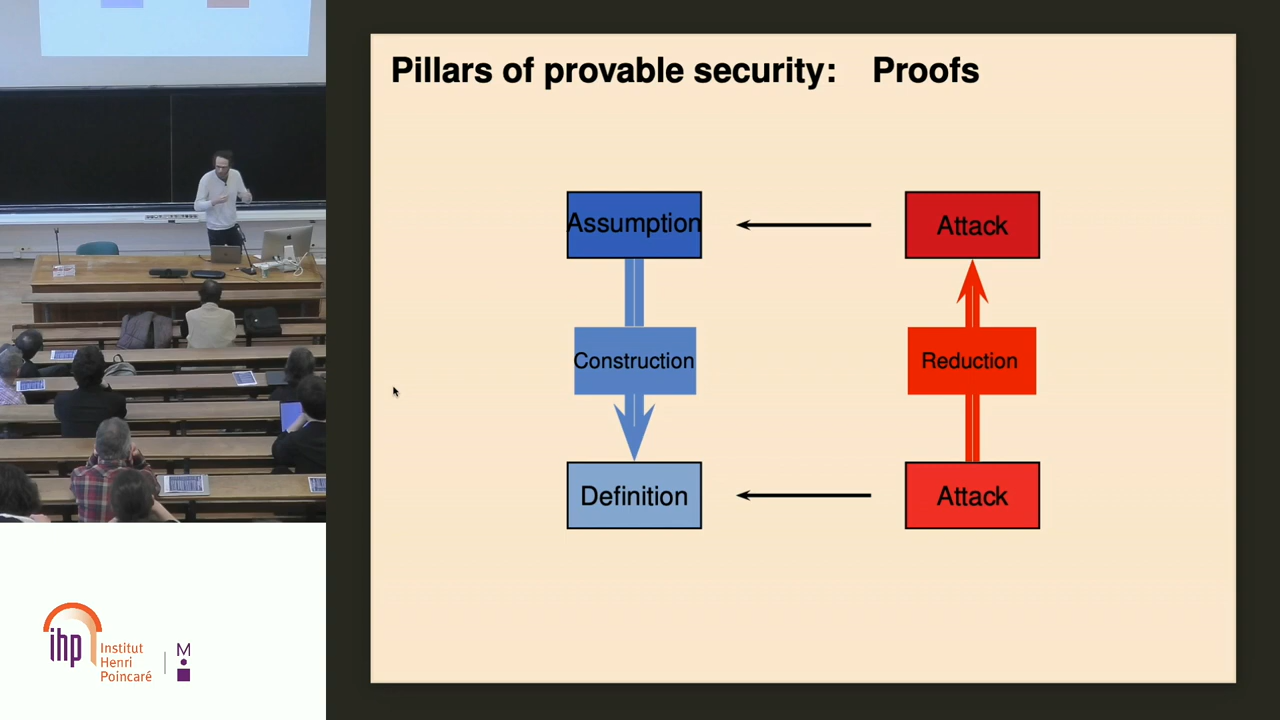 Pillars of provable security: Proofs
Assumption
Attack
Construction
Reduction
Definition
Attack
ihp
Institut
Henri
Poincaré
M